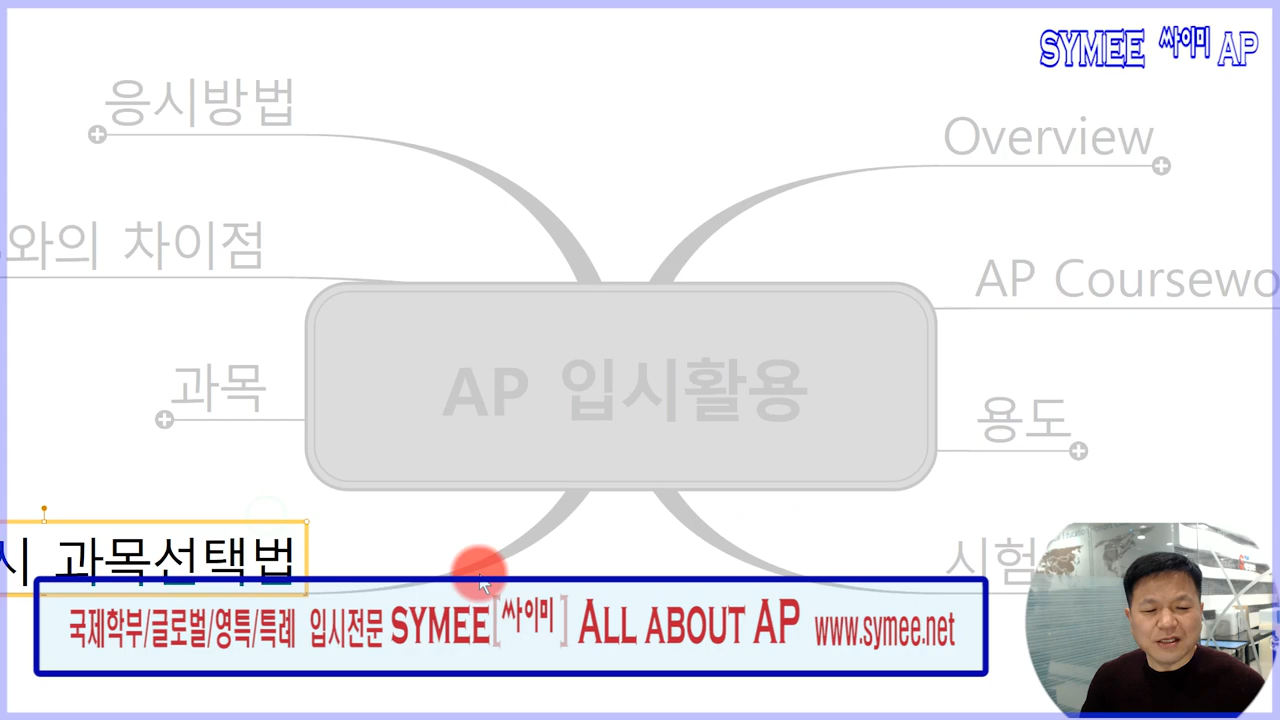 SYMEE 싸이미 AP
응시방법
Overview
와의 차이점
AP Coursewo
과목
AP 입시활용
용도
시 과목선택법
시험
국제학부/글로벌/영특/특례 입시전문 SYMEE[싸이미] ALL ABOUT AP www.symee.net